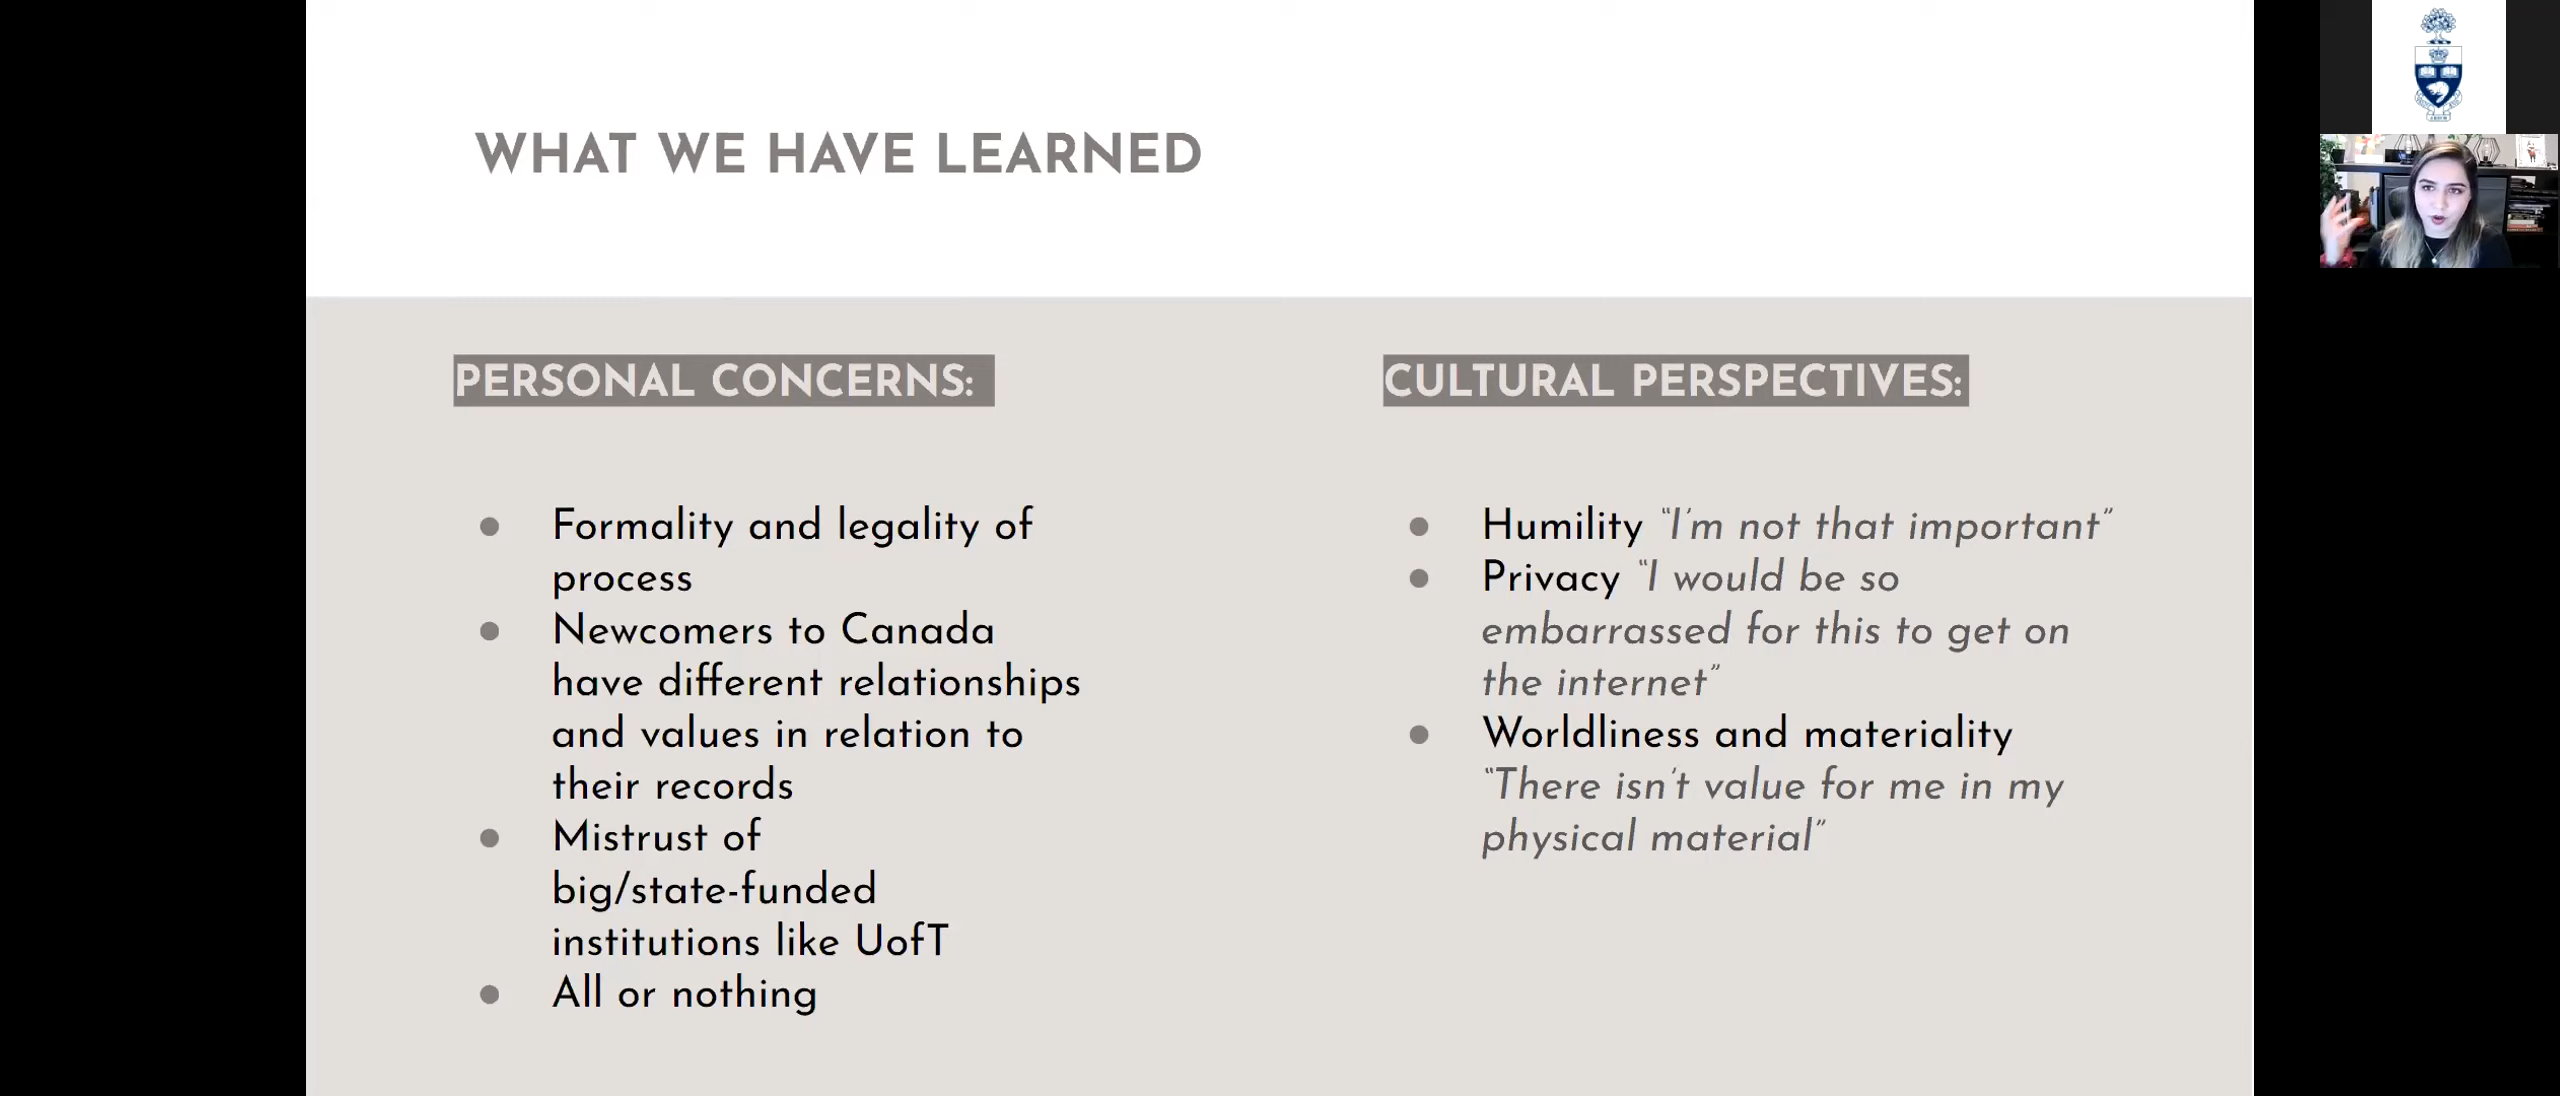 WHAT WE HAVE LEARNED
PERSONAL CONCERNS:
● Formality and legality of
process
● Newcomers to Canada
have different relationships
and values in relation to
their records
● Mistrust of
big/state-funded
institutions like UofT
● All or nothing
CULTURAL PERSPECTIVES:
● Humility “I’m not that important”
● Privacy “I would be so
embarrassed for this to get on
the internet”
● Worldliness and materiality
“There isn’t value for me in my
physical material”